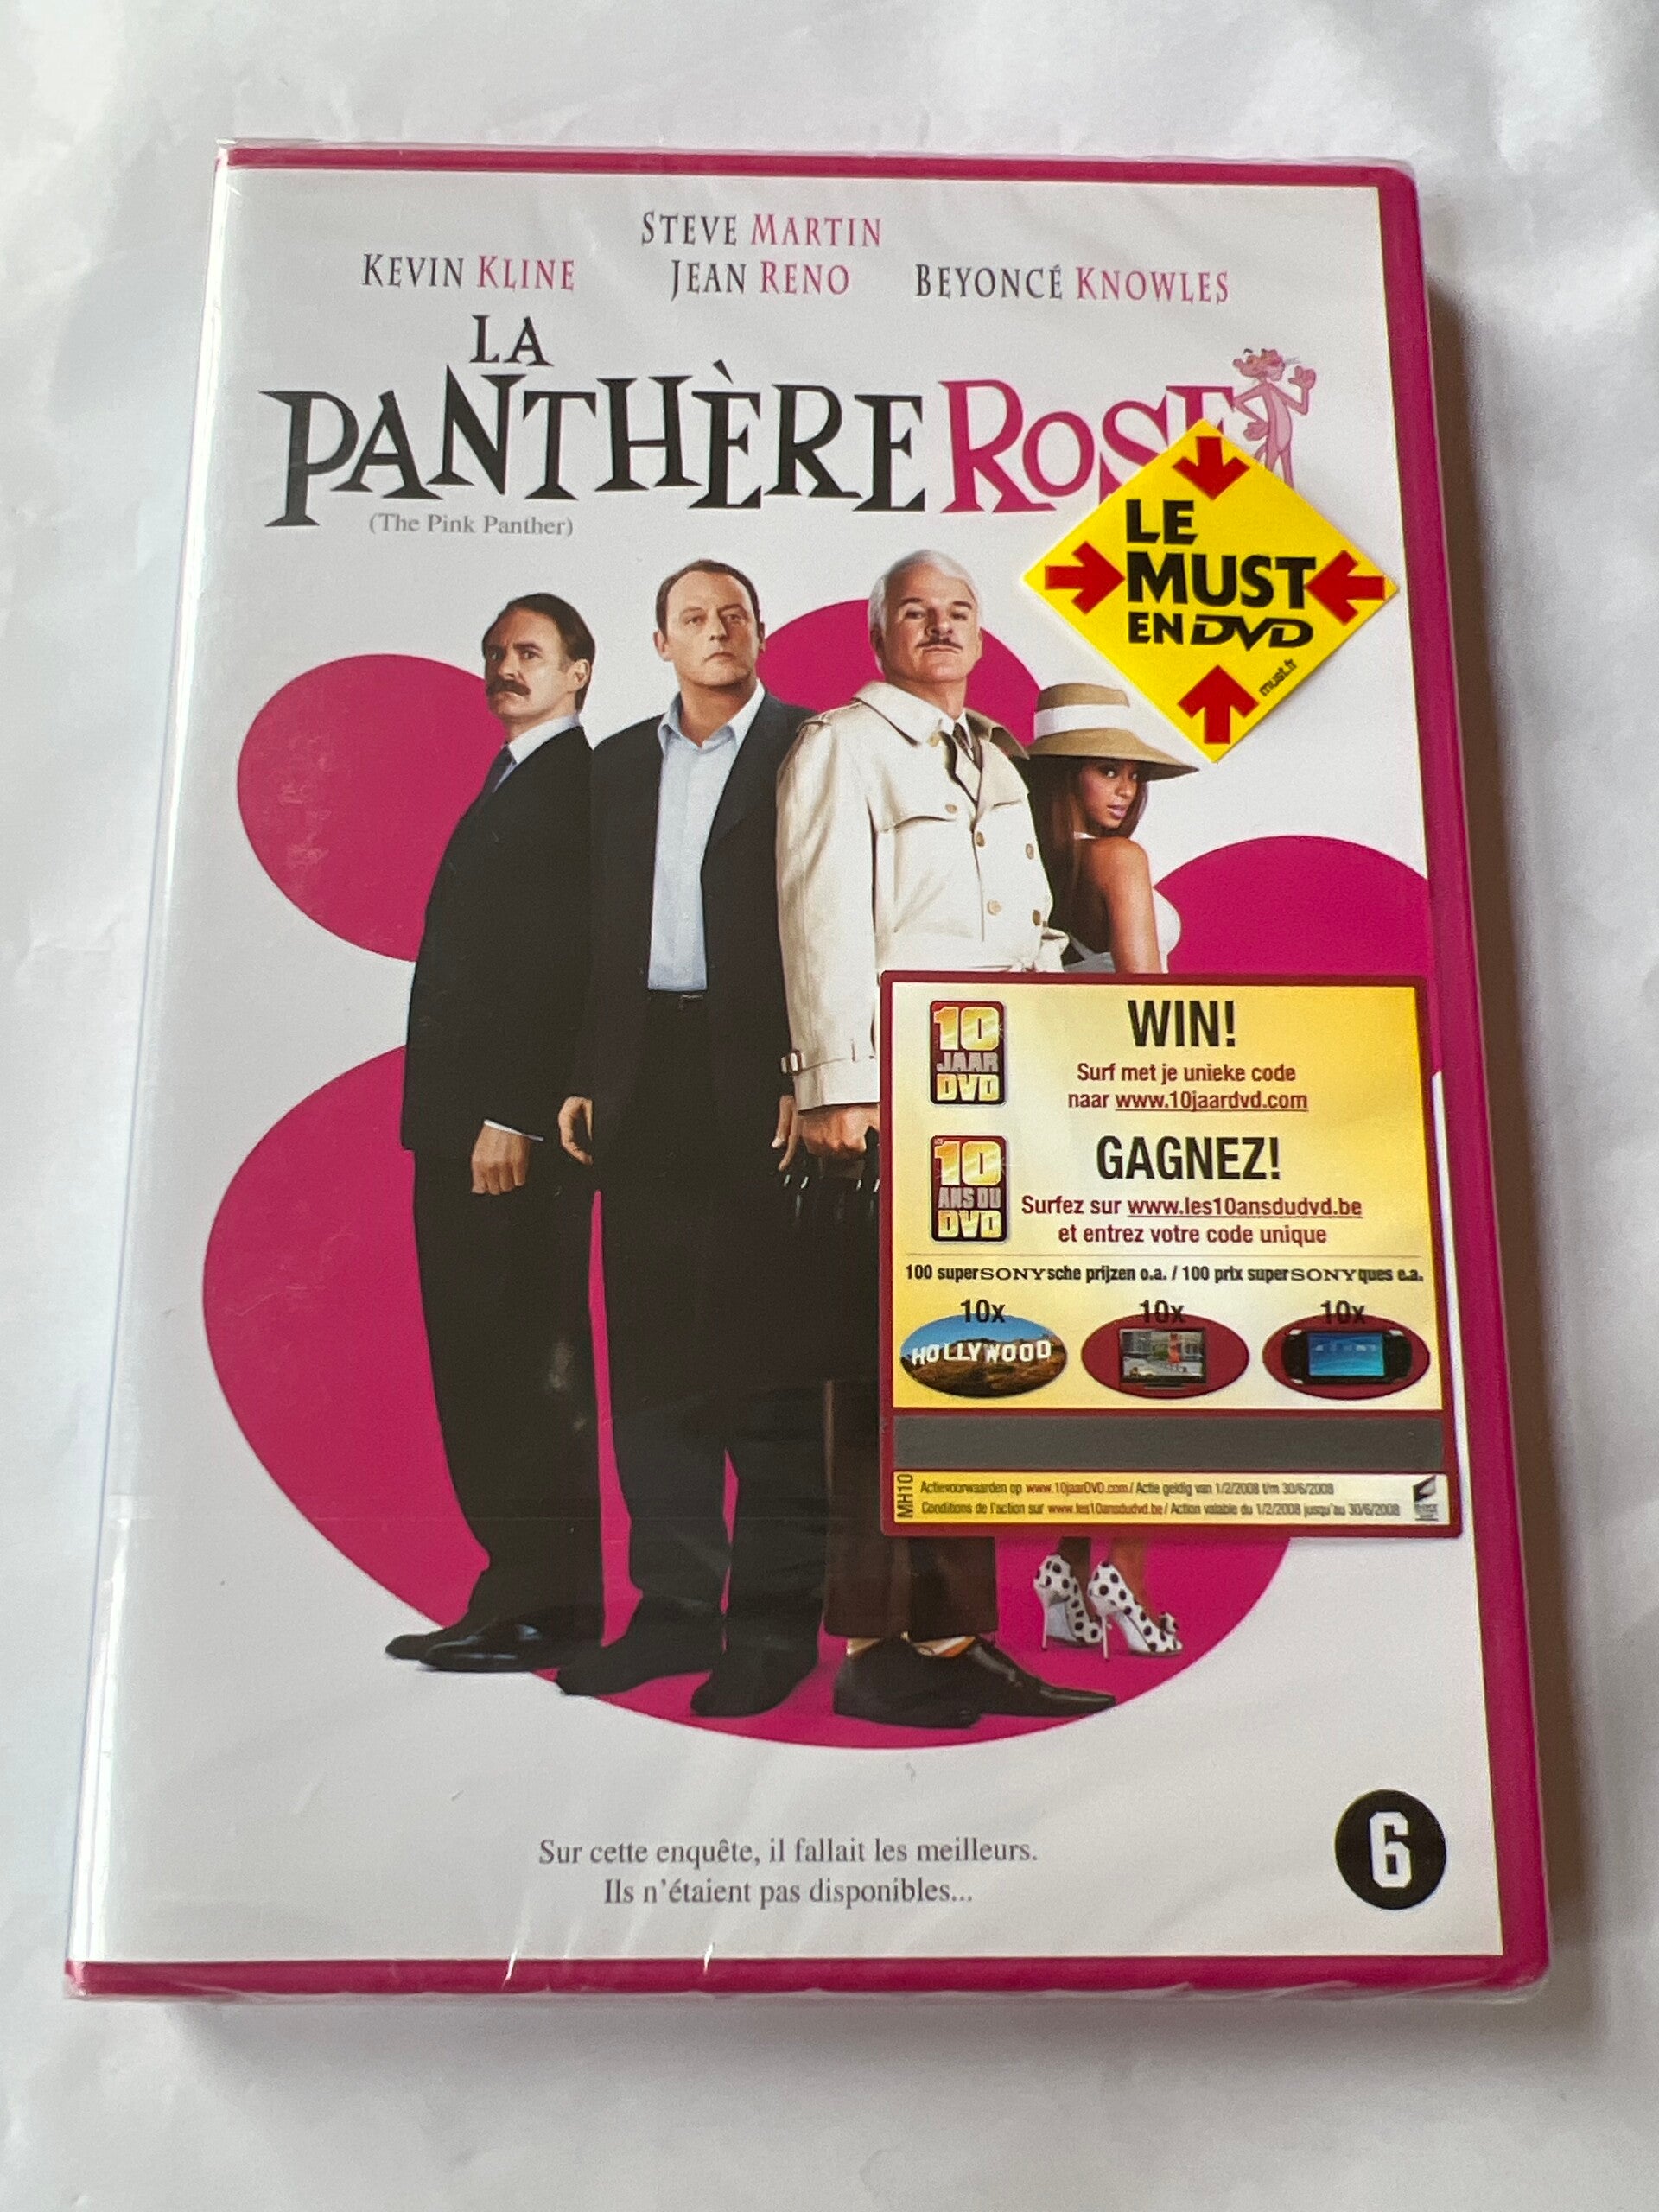 STEVE MARTIN
KEVIN KLINE JEAN RENO BEYONCÉ KNOWLES
LA
PANTHÈRE ROSE
(The Pink Panther)
LE
MUST
EN DVD
must.fr
10
JAAR
DVD
WIN!
Surf met je unieke code
naar www.10jaardvd.com
10
ANS DU
DVD
GAGNEZ!
Surfez sur www.les10ansdudvd.be
et entrez votre code unique
100 superSONYsche prijzen o.a. / 100 prix superSONYques e.a.
10x 10x 10x
HOLLYWOOD
MH10
Actievoorwaarden op www.10jaarDVD.com / Actie geldig van 1/2/2008 t/m 30/6/2008
Conditions de l'action sur www.les10ansdudvd.be / Action valable du 1/2/2008 jusqu'au 30/6/2008
Sur cette enquête, il fallait les meilleurs.
Ils n'étaient pas disponibles...
6